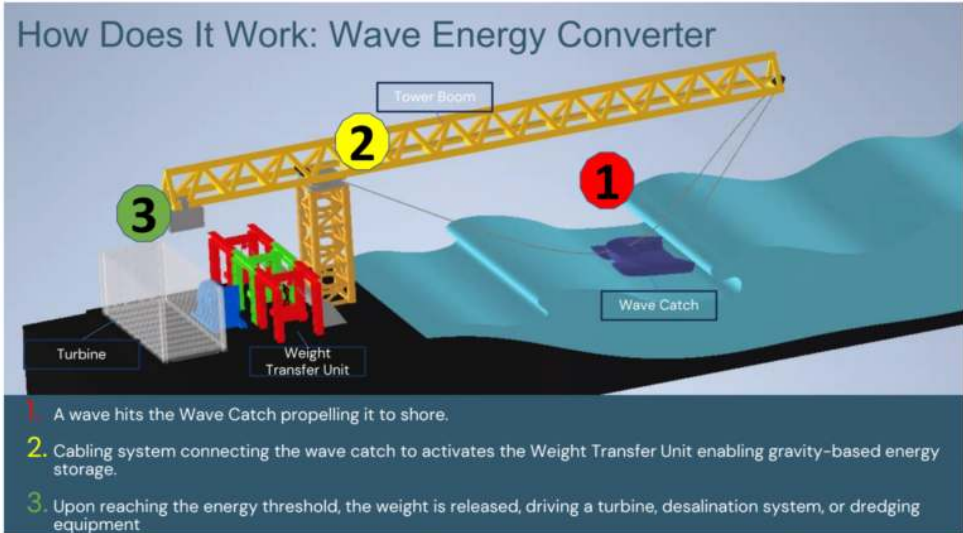 How Does It Work: Wave Energy Converter
Tower Boom
2
1
3
Wave Catch
Turbine
Weight
Transfer Unit
1. A wave hits the Wave Catch propelling it to shore.
2. Cabling system connecting the wave catch to activates the Weight Transfer Unit enabling gravity-based energy
storage.
3. Upon reaching the energy threshold, the weight is released, driving a turbine, desalination system, or dredging
equipment